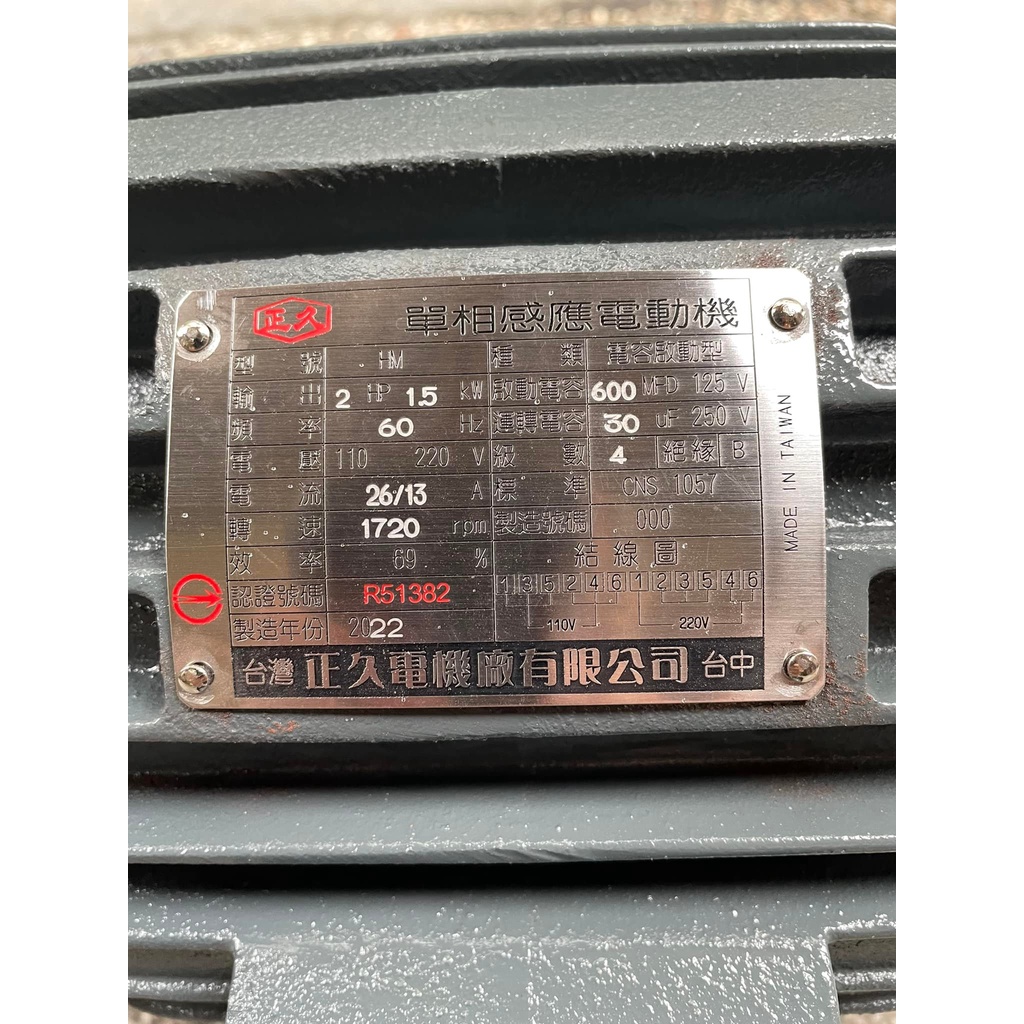 正久 單相感應電動機
型號 HM 種類 電容啟動型
輸出 2 HP 1.5 kW 啟動電容 600 MFD 125 V
頻率 60 Hz 運轉電容 30 uF 250 V
電壓 110 220 V 級數 4 絕緣 B
電流 26/13 A 標準 CNS 1057
轉速 1720 rpm 製造號碼 000
效率 69 % 結線圖
認證號碼 R51382 1 3 5 2 4 6 1 2 3 5 4 6
製造年份 2022 110V 220V
台灣 正久電機廠有限公司 台中
MADE IN TAIWAN